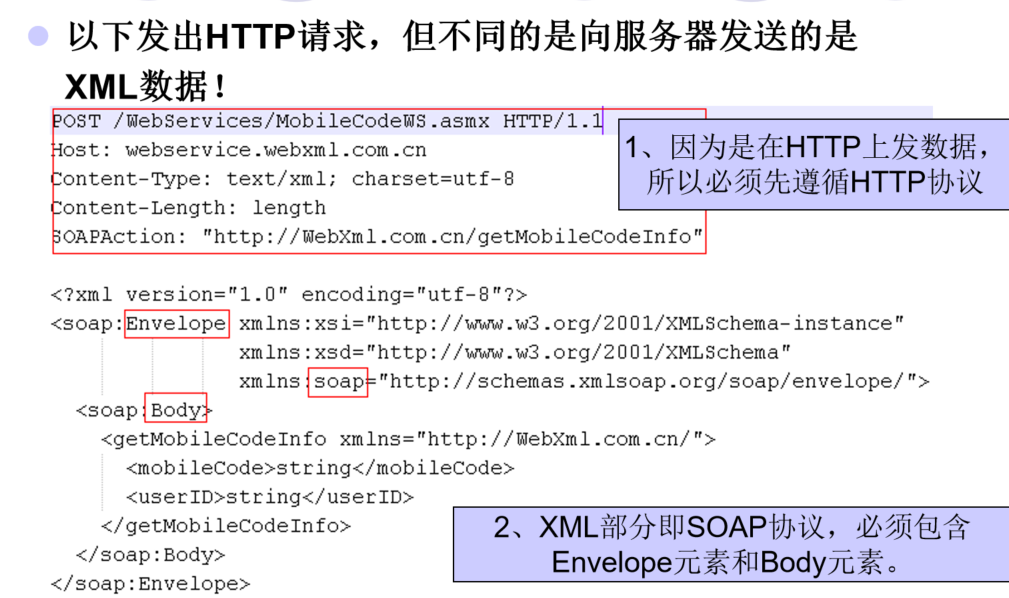 以下发出HTTP请求，但不同的是向服务器发送的是
XML数据！
POST /WebServices/MobileCodeWS.asmx HTTP/1.1
Host: webservice.webxml.com.cn
Content-Type: text/xml; charset=utf-8
Content-Length: length
SOAPAction: "http://WebXml.com.cn/getMobileCodeInfo"
1、因为是在HTTP上发数据，
所以必须先遵循HTTP协议
<?xml version="1.0" encoding="utf-8"?>
<soap:Envelope xmlns:xsi="http://www.w3.org/2001/XMLSchema-instance"
xmlns:xsd="http://www.w3.org/2001/XMLSchema"
xmlns:soap="http://schemas.xmlsoap.org/soap/envelope/">
<soap:Body>
<getMobileCodeInfo xmlns="http://WebXml.com.cn/">
<mobileCode>string</mobileCode>
<userID>string</userID>
</getMobileCodeInfo>
</soap:Body>
</soap:Envelope>
2、XML部分即SOAP协议，必须包含
Envelope元素和Body元素。